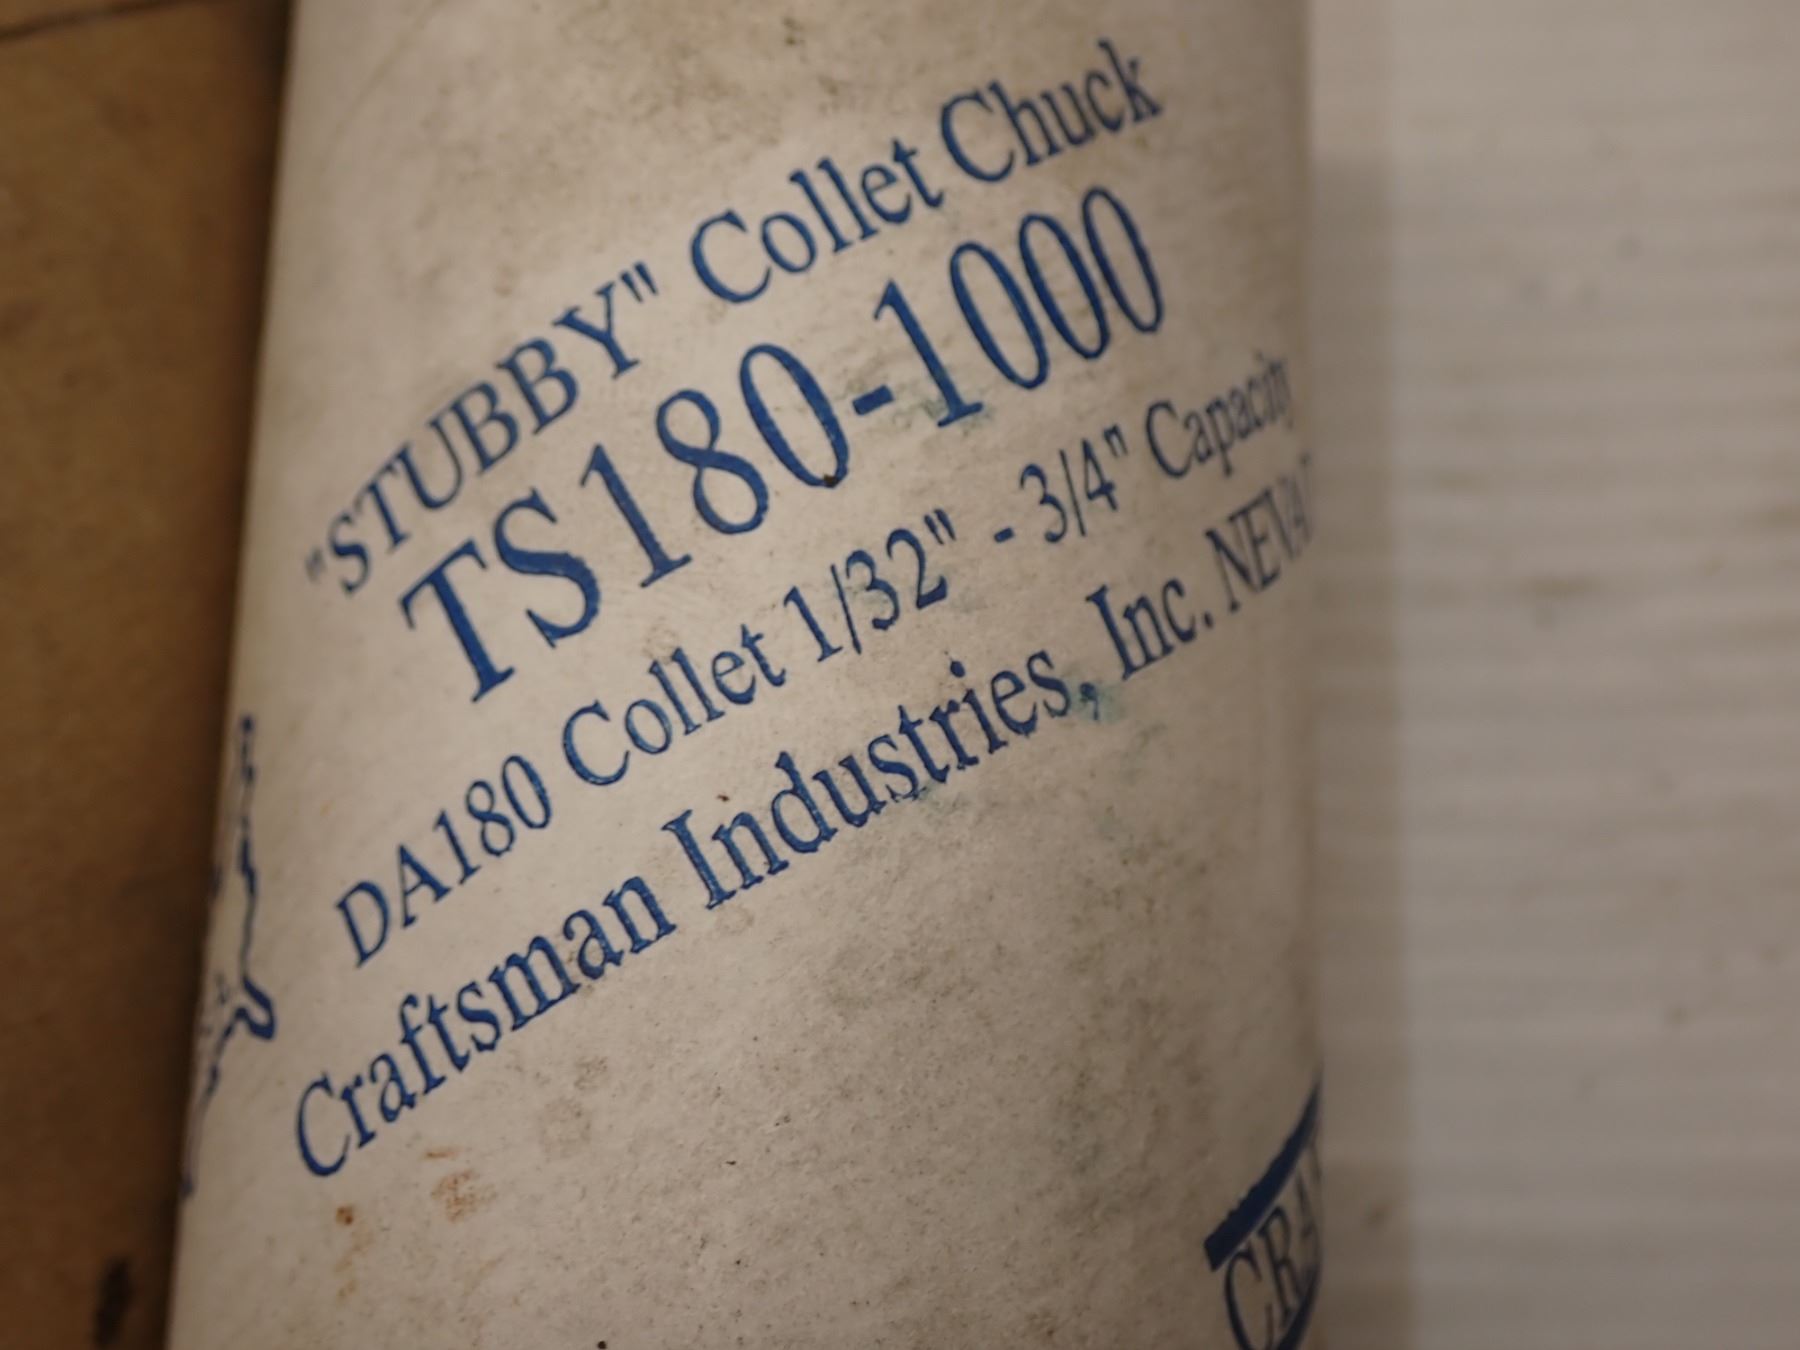 "STUBBY" Collet Chuck
TS180-1000
DA180 Collet 1/32" - 3/4" Capacity
Craftsman Industries, Inc.